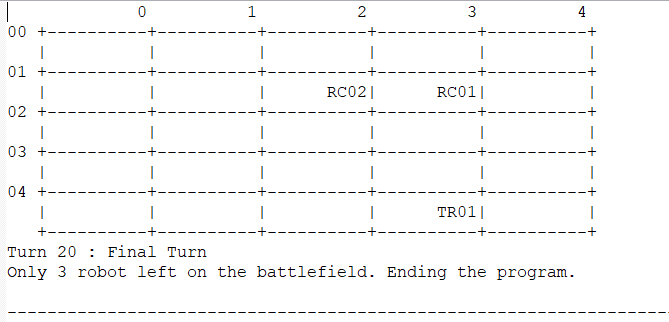 0          1          2          3          4
00 +----------+----------+----------+----------+----------+
   |          |          |          |          |          |
01 +----------+----------+----------+----------+----------+
   |          |          |      RC02|      RC01|          |
02 +----------+----------+----------+----------+----------+
   |          |          |          |          |          |
03 +----------+----------+----------+----------+----------+
   |          |          |          |          |          |
04 +----------+----------+----------+----------+----------+
   |          |          |          |      TR01|          |
   +----------+----------+----------+----------+----------+
Turn 20 : Final Turn
Only 3 robot left on the battlefield. Ending the program.
------------------------------------------------------------------